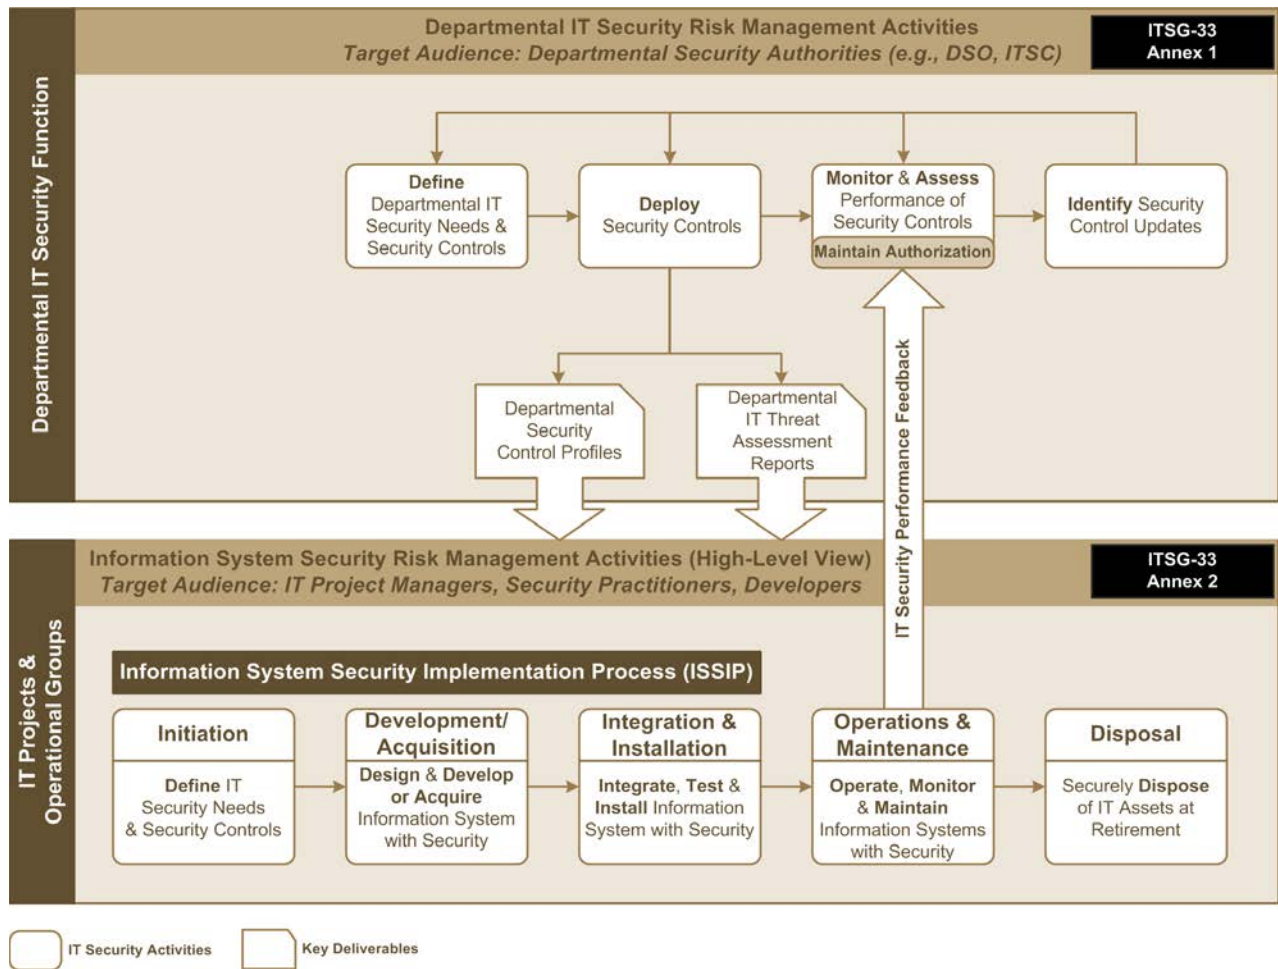 Departmental IT Security Risk Management Activities
Target Audience: Departmental Security Authorities (e.g., DSO, ITSC)
ITSG-33
Annex 1
Departmental IT Security Function
Define
Departmental IT
Security Needs &
Security Controls
Deploy
Security Controls
Monitor & Assess
Performance of
Security Controls
Maintain Authorization
Identify Security
Control Updates
Departmental
Security
Control Profiles
Departmental
IT Threat
Assessment
Reports
IT Security Performance Feedback
Information System Security Risk Management Activities (High-Level View)
Target Audience: IT Project Managers, Security Practitioners, Developers
ITSG-33
Annex 2
IT Projects &
Operational Groups
Information System Security Implementation Process (ISSIP)
Initiation
Define IT
Security Needs
& Security Controls
Development/
Acquisition
Design & Develop
or Acquire
Information System
with Security
Integration &
Installation
Integrate, Test &
Install Information
System with Security
Operations &
Maintenance
Operate, Monitor
& Maintain
Information Systems
with Security
Disposal
Securely Dispose
of IT Assets at
Retirement
IT Security Activities
Key Deliverables